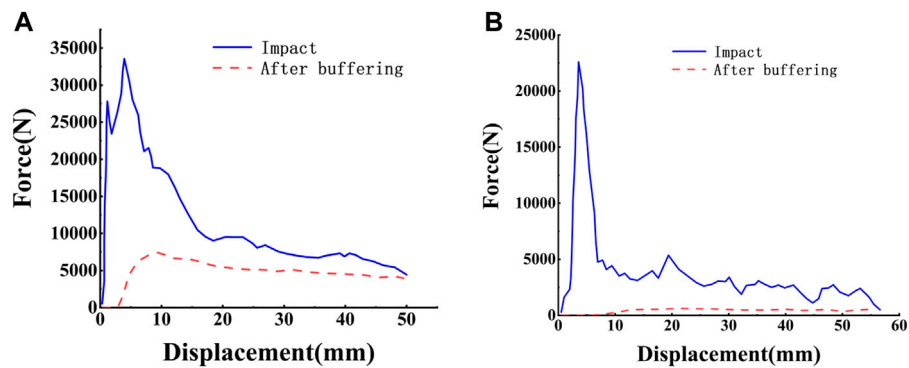 A
Force(N)
35000
30000
25000
20000
15000
10000
5000
0
Impact
After buffering
0 10 20 30 40 50
Displacement(mm)
B
Force(N)
25000
20000
15000
10000
5000
0
Impact
After buffering
0 10 20 30 40 50 60
Displacement(mm)